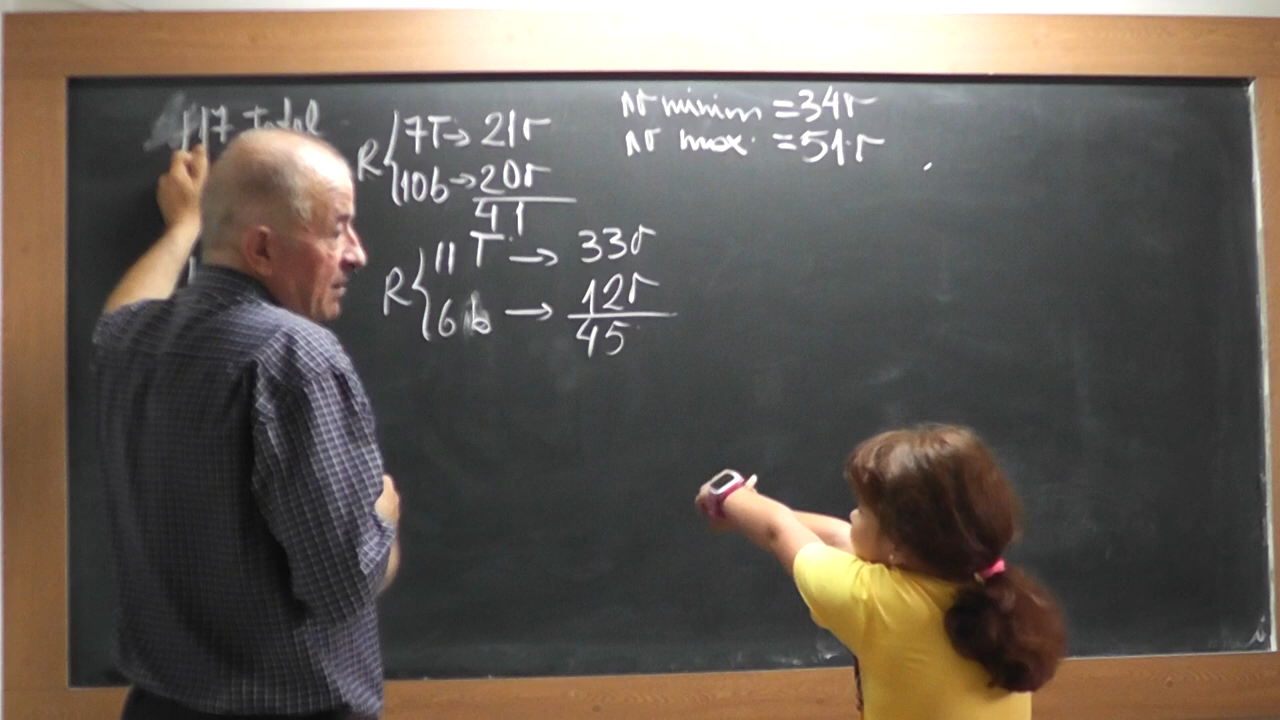 17 total
R { 7T → 21r
10b → 20r
41
R { 11 T → 33r
6 b → 12r
45
nr minim = 34r
nr max. = 51r